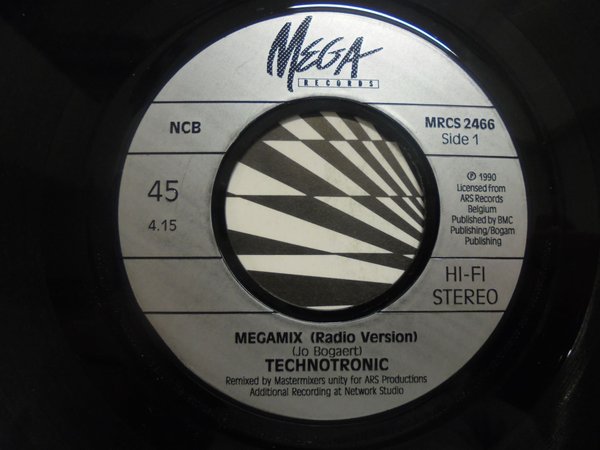 MEGA
RECORDS
NCB
MRCS 2466
Side 1
45
4.15
℗ 1990
Licensed from
ARS Records
Belgium
Published by BMC
Publishing/Bogam
Publishing
HI-FI
STEREO
MEGAMIX (Radio Version)
(Jo Bogaert)
TECHNOTRONIC
Remixed by Mastermixers unity for ARS Productions
Additional Recording at Network Studio